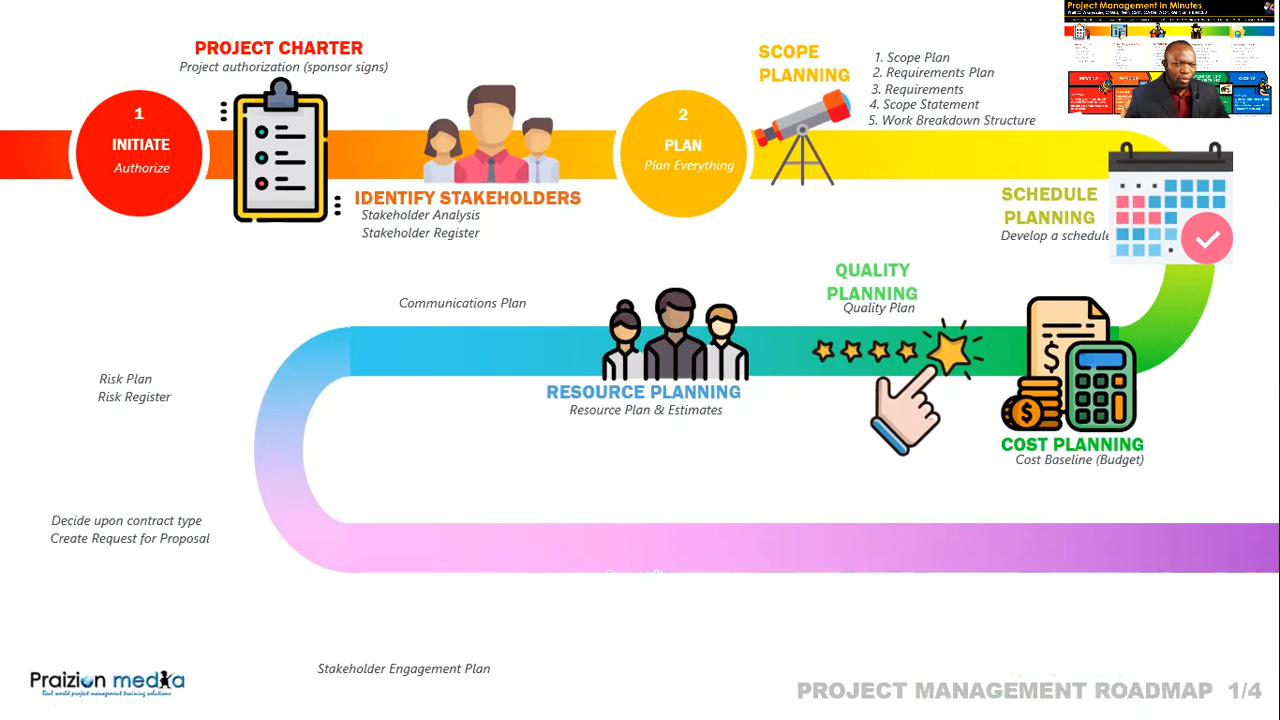 Project Management in Minutes
PROJECT CHARTER
Project authorization (sponsor signs)
1
INITIATE
Authorize
IDENTIFY STAKEHOLDERS
Stakeholder Analysis
Stakeholder Register
2
PLAN
Plan Everything
SCOPE
PLANNING
1. Scope Plan
2. Requirements Plan
3. Requirements
4. Scope Statement
5. Work Breakdown Structure
SCHEDULE
PLANNING
Develop a schedule
QUALITY
PLANNING
Quality Plan
Communications Plan
RESOURCE PLANNING
Resource Plan & Estimates
COST PLANNING
Cost Baseline (Budget)
Risk Plan
Risk Register
Decide upon contract type
Create Request for Proposal
Stakeholder Engagement Plan
Praizion media
Real world project management training solutions
PROJECT MANAGEMENT ROADMAP 1/4